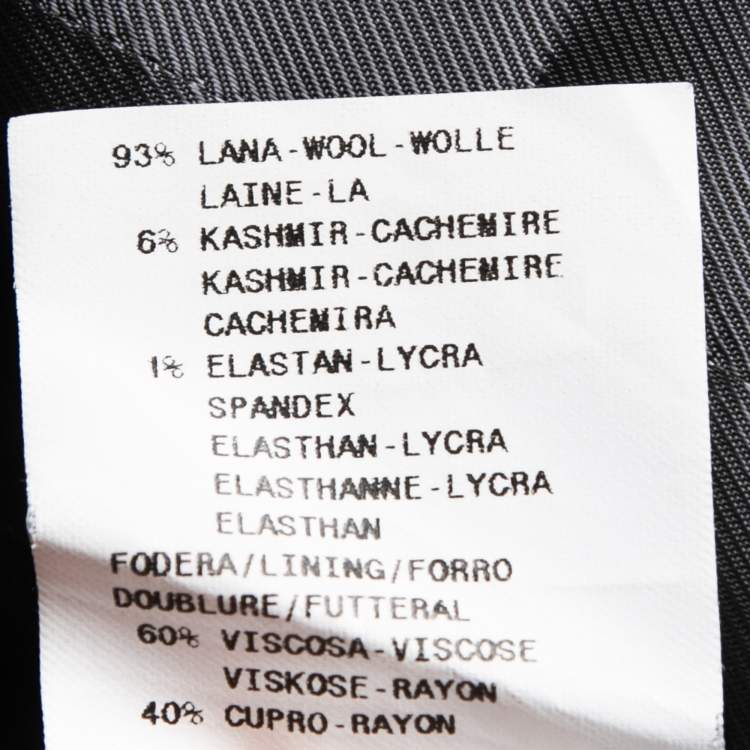 93% LANA-WOOL-WOLLE
LAINE-LA
6% KASHMIR-CACHEMIRE
KASHMIR-CACHEMIRE
CACHEMIRA
1% ELASTAN-LYCRA
SPANDEX
ELASTHAN-LYCRA
ELASTHANNE-LYCRA
ELASTHAN
FODERA/LINING/FORRO
DOUBLURE/FUTTERAL
60% VISCOSA-VISCOSE
VISKOSE-RAYON
40% CUPRO-RAYON